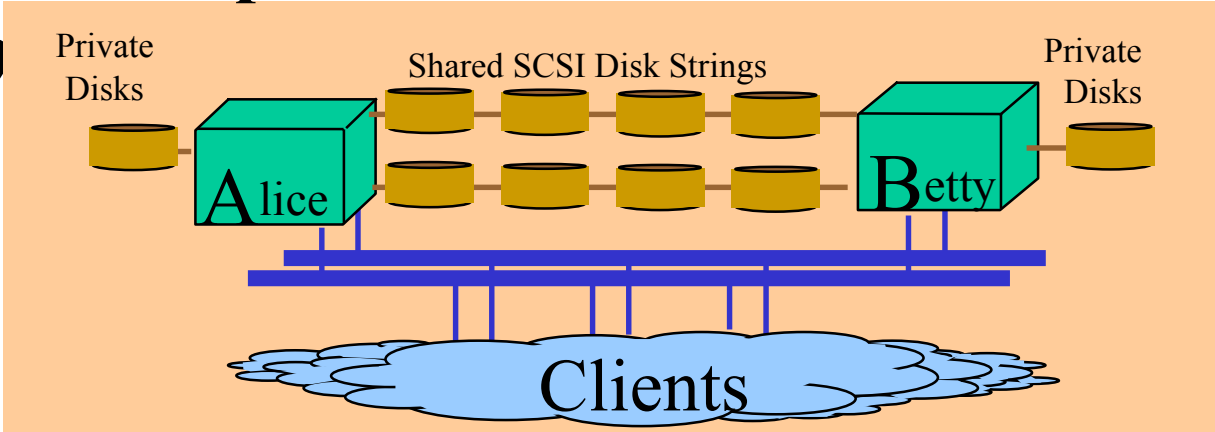 Private
Disks
Shared SCSI Disk Strings
Private
Disks
Alice
Betty
Clients